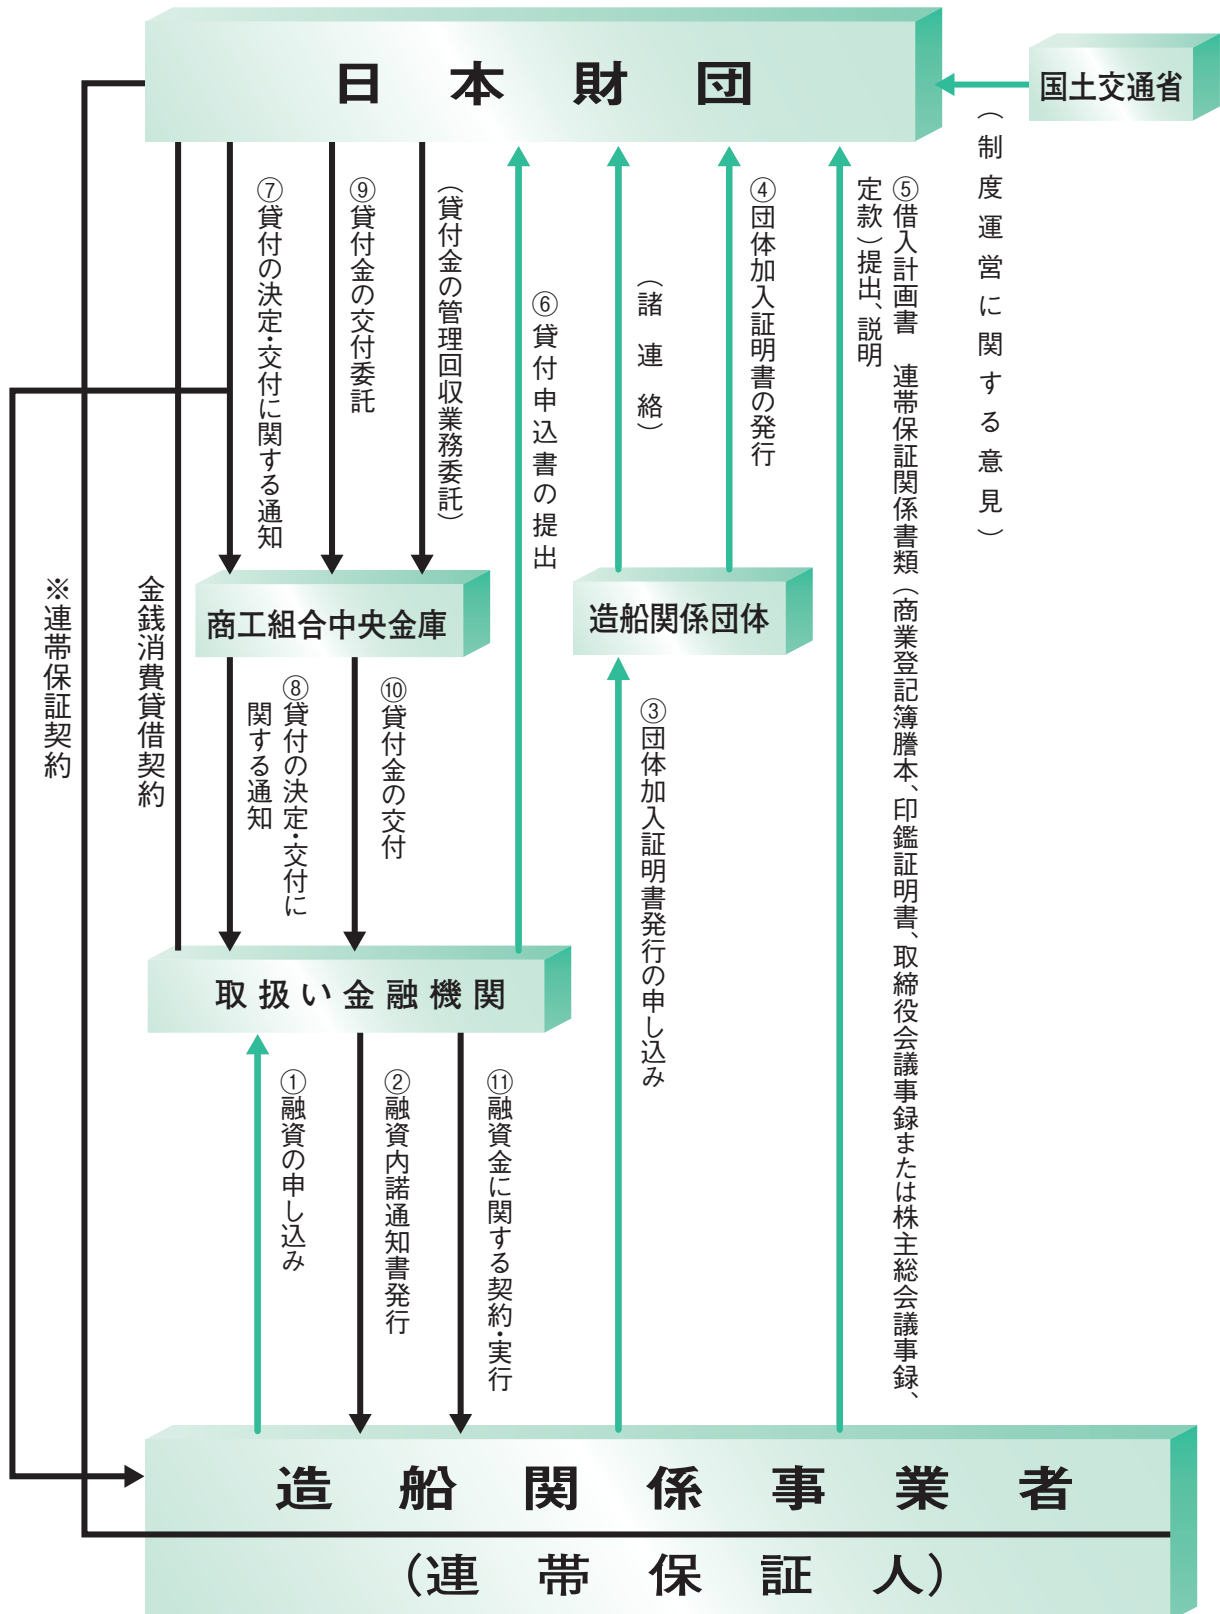 日本財団
国土交通省
（制度運営に関する意見）
⑤借入計画書　連帯保証関係書類（商業登記簿謄本、印鑑証明書、取締役会議事録または株主総会議事録、
定款）提出、説明
④団体加入証明書の発行
（諸連絡）
⑥貸付申込書の提出
（貸付金の管理回収業務委託）
⑨貸付金の交付委託
⑦貸付の決定・交付に関する通知
商工組合中央金庫
造船関係団体
金銭消費貸借契約
※連帯保証契約
③団体加入証明書発行の申し込み
⑩貸付金の交付
⑧貸付の決定・交付に
関する通知
取扱い金融機関
⑪融資金に関する契約・実行
②融資内諾通知書発行
①融資の申し込み
造船関係事業者
（連帯保証人）